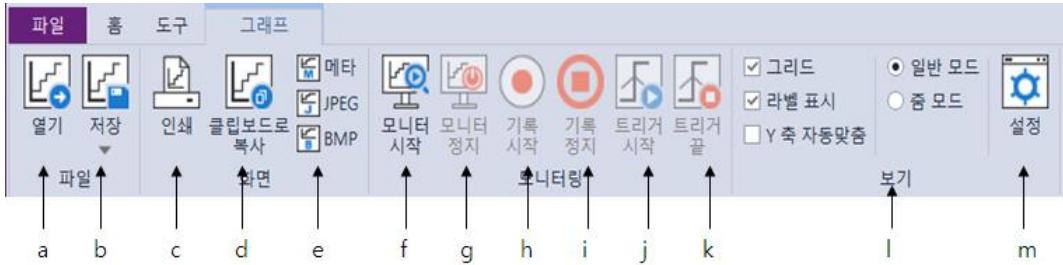 파일 홈 도구 그래프
열기 저장 인쇄 클립보드로 복사 메타 JPEG BMP 모니터 시작 모니터 정지 기록 시작 기록 정지 트리거 시작 트리거 끝 그리드 라벨 표시 Y 축 자동맞춤 일반 모드 줌 모드 설정
파일 화면 모니터링 보기
a b c d e f g h i j k l m